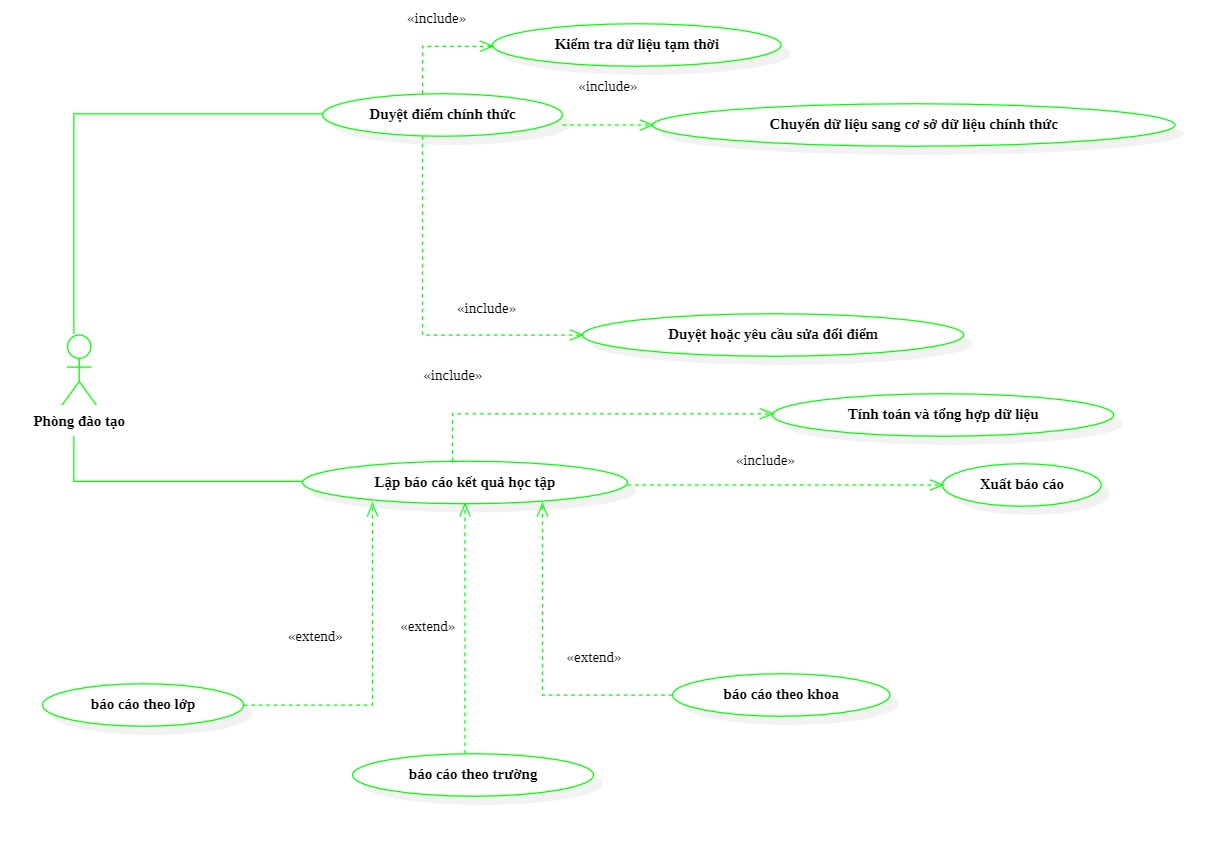 «include»
Kiểm tra dữ liệu tạm thời
«include»
Duyệt điểm chính thức
Chuyển dữ liệu sang cơ sở dữ liệu chính thức
«include»
Duyệt hoặc yêu cầu sửa đổi điểm
«include»
Tính toán và tổng hợp dữ liệu
Phòng đào tạo
«include»
Lập báo cáo kết quả học tập
Xuất báo cáo
«extend»
«extend»
«extend»
báo cáo theo khoa
báo cáo theo lớp
báo cáo theo trường